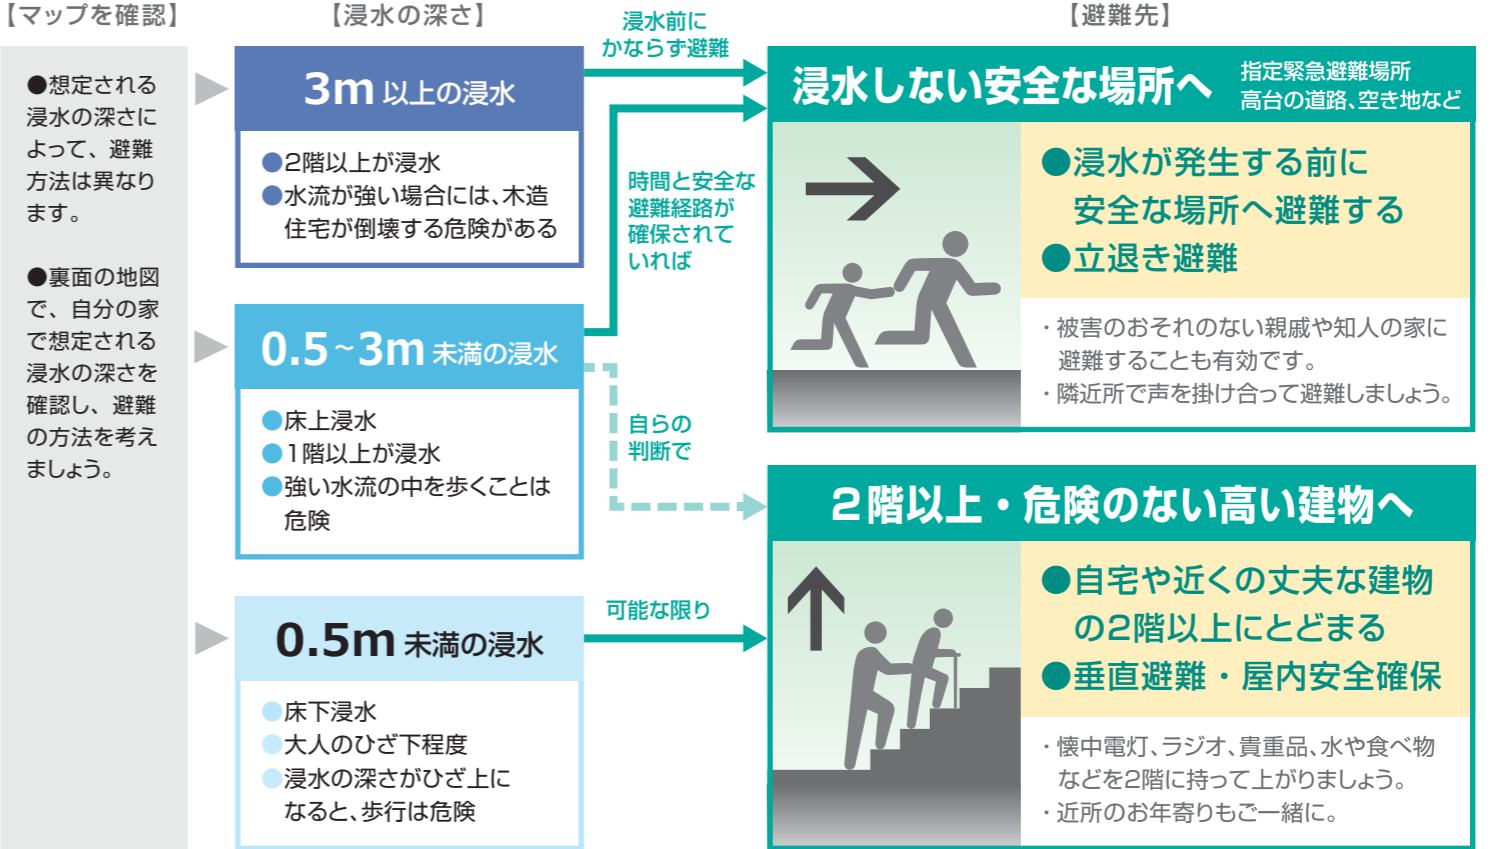 【マップを確認】
●想定される
浸水の深さに
よって、避難
方法は異なり
ます。
●裏面の地図
で、自分の家
で想定される
浸水の深さを
確認し、避難
の方法を考え
ましょう。
【浸水の深さ】
3m 以上の浸水
●2階以上が浸水
●水流が強い場合には、木造
住宅が倒壊する危険がある
0.5~3m 未満の浸水
●床上浸水
●1階以上が浸水
●強い水流の中を歩くことは
危険
0.5m 未満の浸水
●床下浸水
●大人のひざ下程度
●浸水の深さがひざ上に
なると、歩行は危険
浸水前に
かならず避難
時間と安全な
避難経路が
確保されて
いれば
自らの
判断で
可能な限り
【避難先】
浸水しない安全な場所へ
指定緊急避難場所
高台の道路、空き地など
●浸水が発生する前に
安全な場所へ避難する
●立退き避難
・被害のおそれのない親戚や知人の家に
避難することも有効です。
・隣近所で声を掛け合って避難しましょう。
2階以上・危険のない高い建物へ
●自宅や近くの丈夫な建物
の2階以上にとどまる
●垂直避難・屋内安全確保
・懐中電灯、ラジオ、貴重品、水や食べ物
などを2階に持って上がりましょう。
・近所のお年寄りもご一緒に。